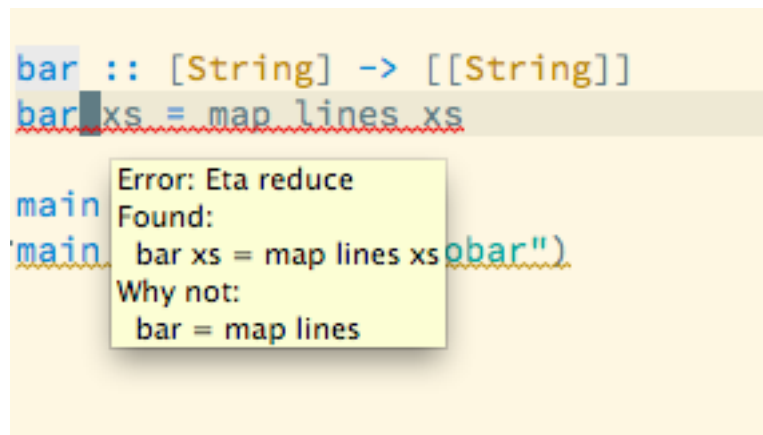 bar :: [String] -> [[String]]
bar xs = map lines xs
main
main obar")
Error: Eta reduce
Found:
bar xs = map lines xs
Why not:
bar = map lines